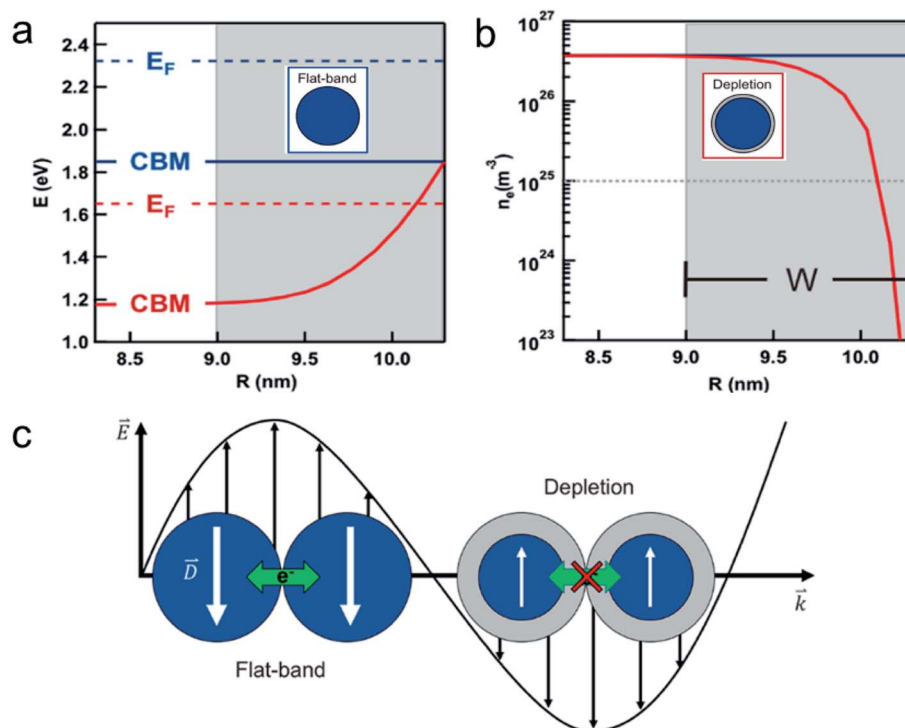 a
2.4
2.2
2.0
1.8
1.6
1.4
1.2
1.0
E (eV)
E_F
Flat-band
CBM
E_F
CBM
8.5 9.0 9.5 10.0
R (nm)
b
10^27
10^26
10^25
10^24
10^23
n_e(m^-3)
Depletion
W
8.5 9.0 9.5 10.0
R (nm)
c
E⃗
Depletion
D⃗
e⁻
k⃗
Flat-band